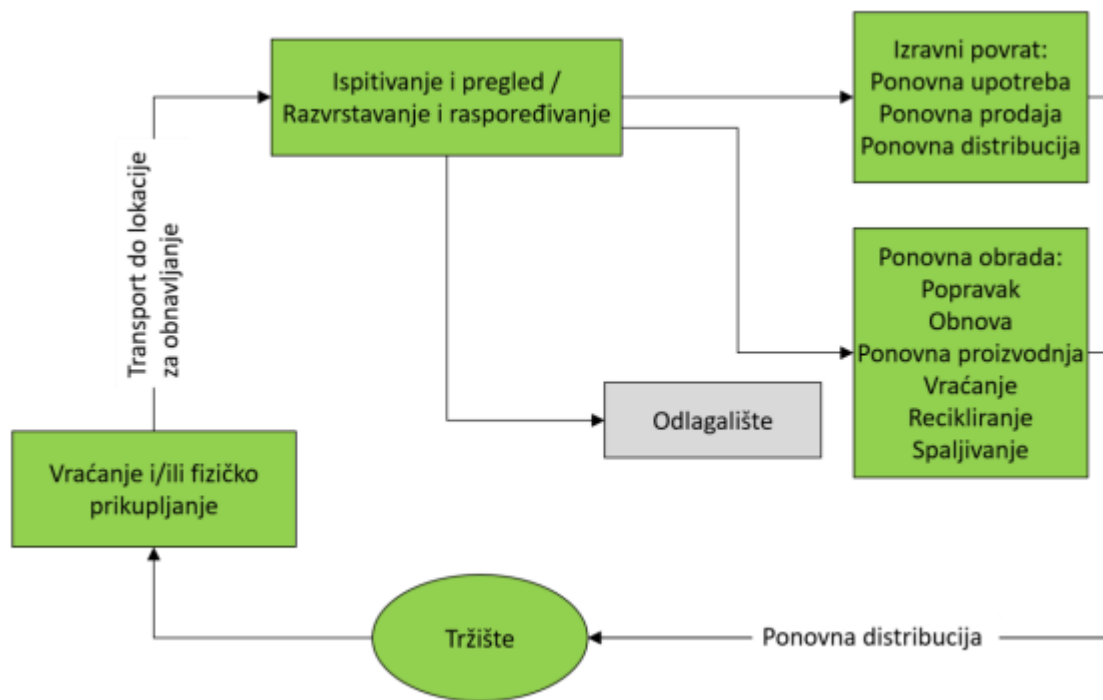 Ispitivanje i pregled /
Razvrstavanje i raspoređivanje
Izravni povrat:
Ponovna upotreba
Ponovna prodaja
Ponovna distribucija
Transport do lokacije
za obnavljanje
Ponovna obrada:
Popravak
Obnova
Ponovna proizvodnja
Vraćanje
Recikliranje
Spaljivanje
Odlagalište
Vraćanje i/ili fizičko
prikupljanje
Tržište
Ponovna distribucija